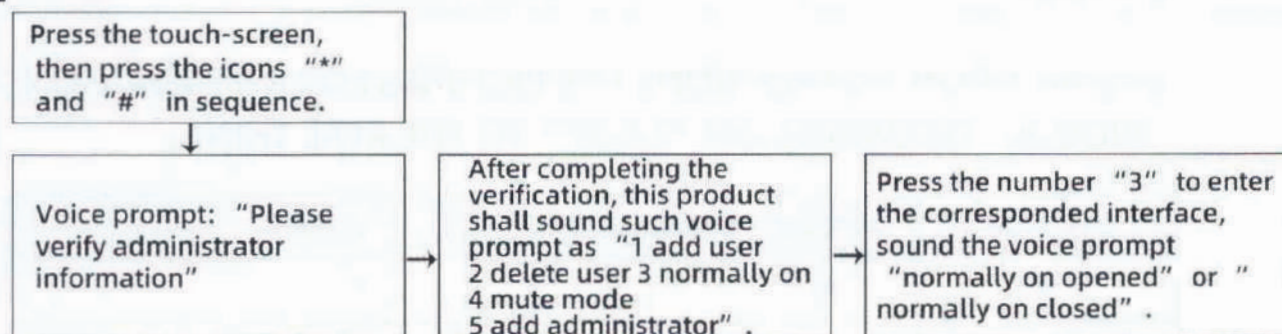 Press the touch-screen,
then press the icons "*"
and "#" in sequence.
Voice prompt: "Please
verify administrator
information"
After completing the
verification, this product
shall sound such voice
prompt as "1 add user
2 delete user 3 normally on
4 mute mode
5 add administrator" .
Press the number "3" to enter
the corresponded interface,
sound the voice prompt
"normally on opened" or "
normally on closed" .